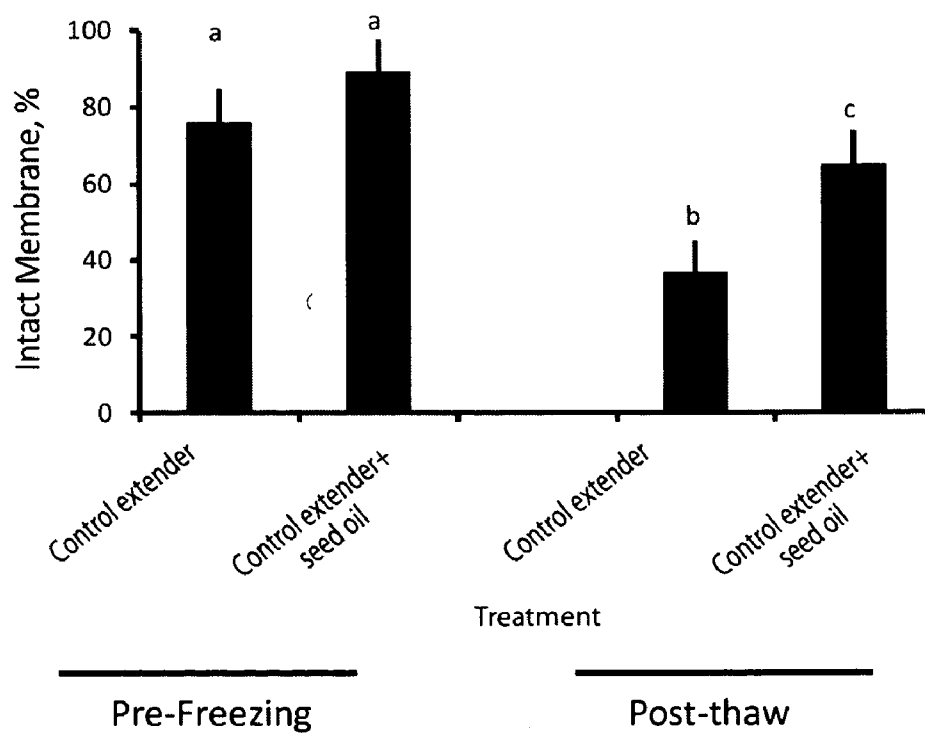 Intact Membrane, %
100
80
60
40
20
0
a
a
b
c
Control extender
Control extender+
seed oil
Control extender
Control extender+
seed oil
Treatment
Pre-Freezing
Post-thaw